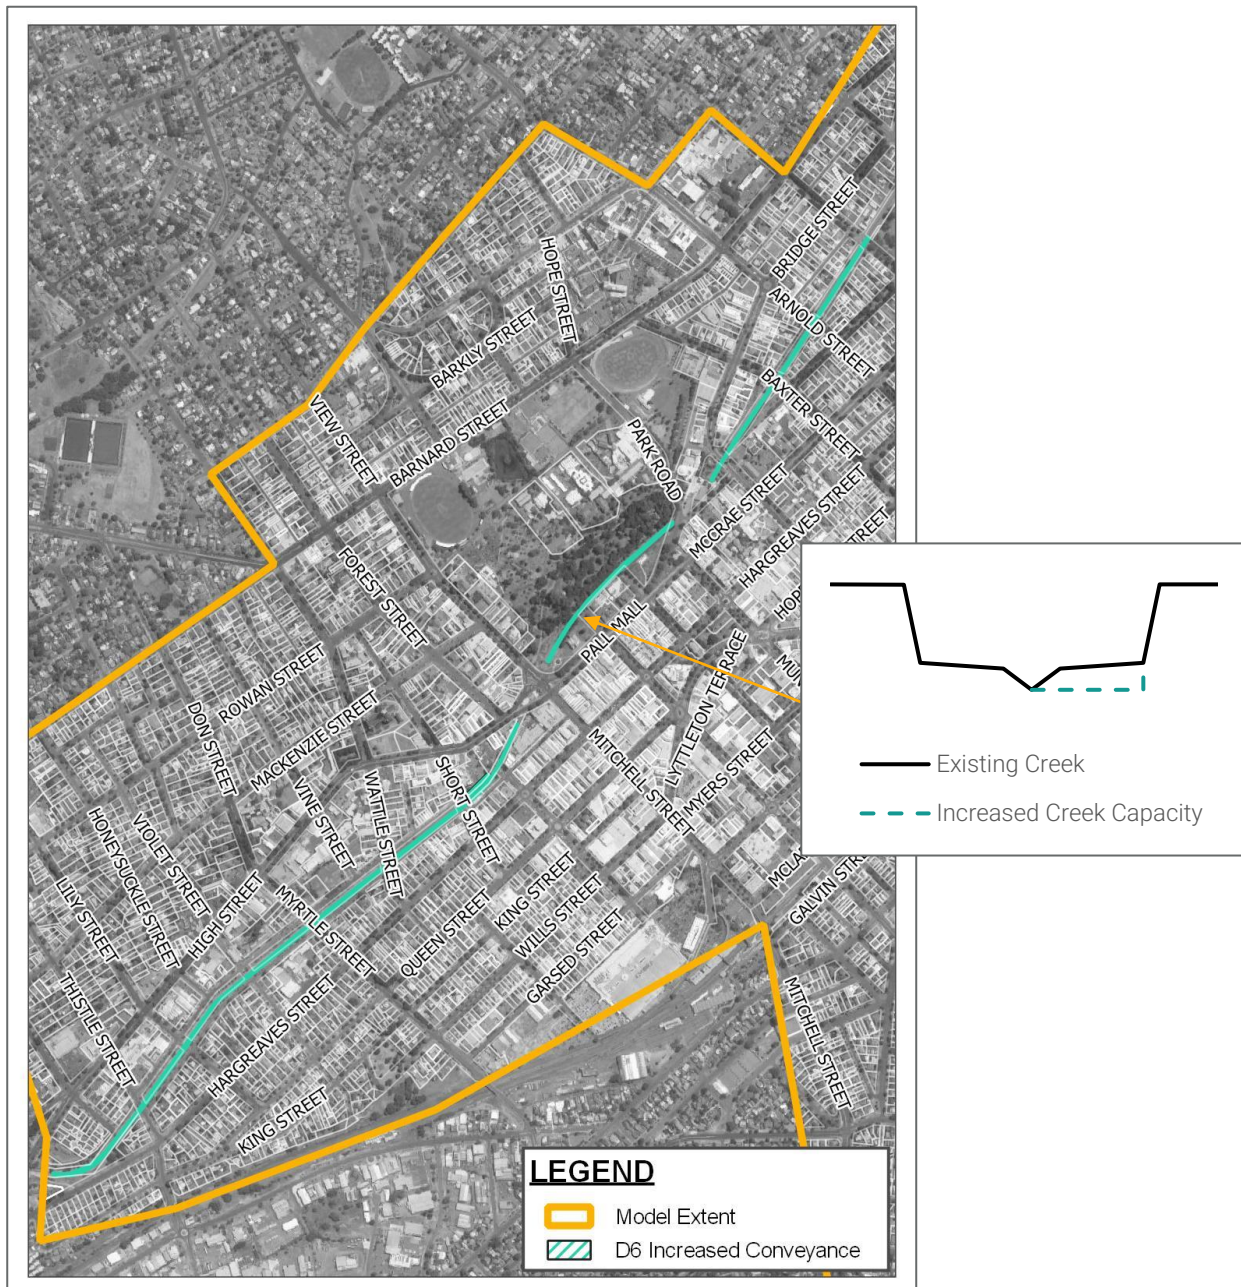 BRIDGE STREET
HOPE STREET
ARNOLD STREET
BARKLY STREET
BAXTER STREET
VIEW STREET
BARNARD STREET
PARK ROAD
MCCRAE STREET
HARGREAVES STREET
STREET
FOREST STREET
PALL MALL
LYTTLETON TERRACE
ROWAN STREET
DON STREET
MACKENZIE STREET
MITCHELL STREET
MYERS STREET
SHORT STREET
VINE STREET
WATTLE STREET
VIOLET STREET
HONEYSUCKLE STREET
LILY STREET
HIGH STREET
MYRTLE STREET
QUEEN STREET
KING STREET
WILLS STREET
GARSED STREET
THISTLE STREET
HARGREAVES STREET
KING STREET
MITCHELL STREET
Existing Creek
Increased Creek Capacity
LEGEND
Model Extent
D6 Increased Conveyance